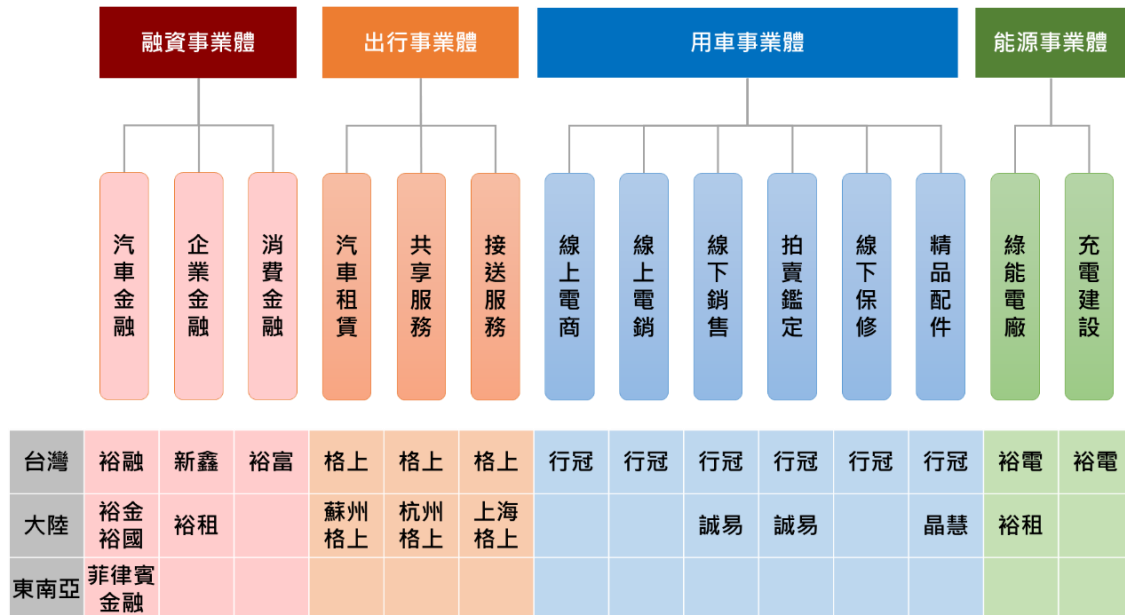 融資事業體
出行事業體
用車事業體
能源事業體
汽車金融
企業金融
消費金融
汽車租賃
共享服務
接送服務
線上電商
線上電銷
線下銷售
拍賣鑑定
線下保修
精品配件
綠能電廠
充電建設
台灣 裕融 新鑫 裕富 格上 格上 格上 行冠 行冠 行冠 行冠 行冠 行冠 裕電 裕電
大陸 裕金 裕國 裕租 蘇州 格上 杭州 格上 上海 格上 誠易 誠易 晶慧 裕租
東南亞 菲律賓 金融